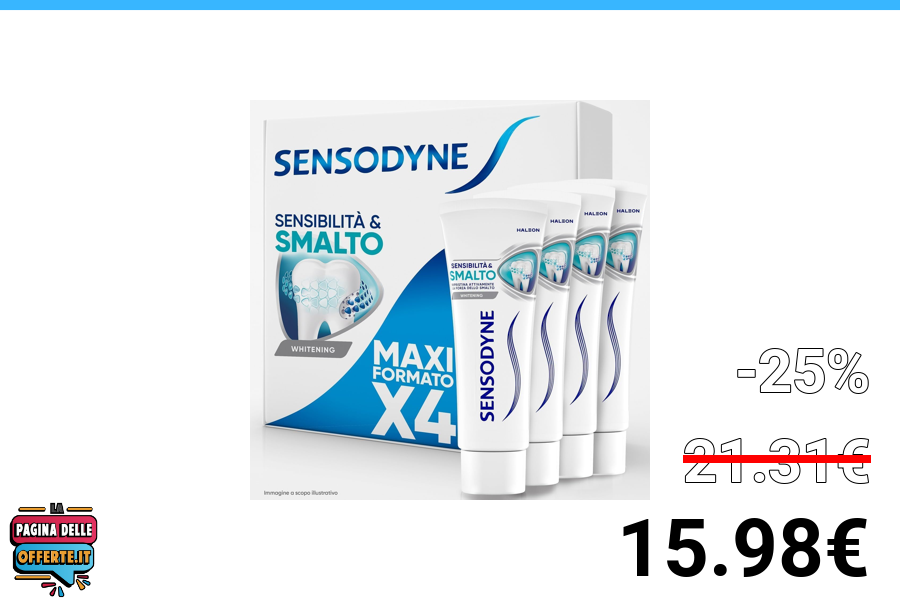 SENSODYNE
SENSIBILITÀ &
SMALTO
WHITENING
MAXI
FORMATO
X4
HALEON
HALEON
HALEON
HALEON
SENSIBILITÀ &
SMALTO
WHITENING
SENSODYNE
Immagine a scopo illustrativo
-25%
21.31€
15.98€
LA
PAGINA DELLE
OFFERTE.IT